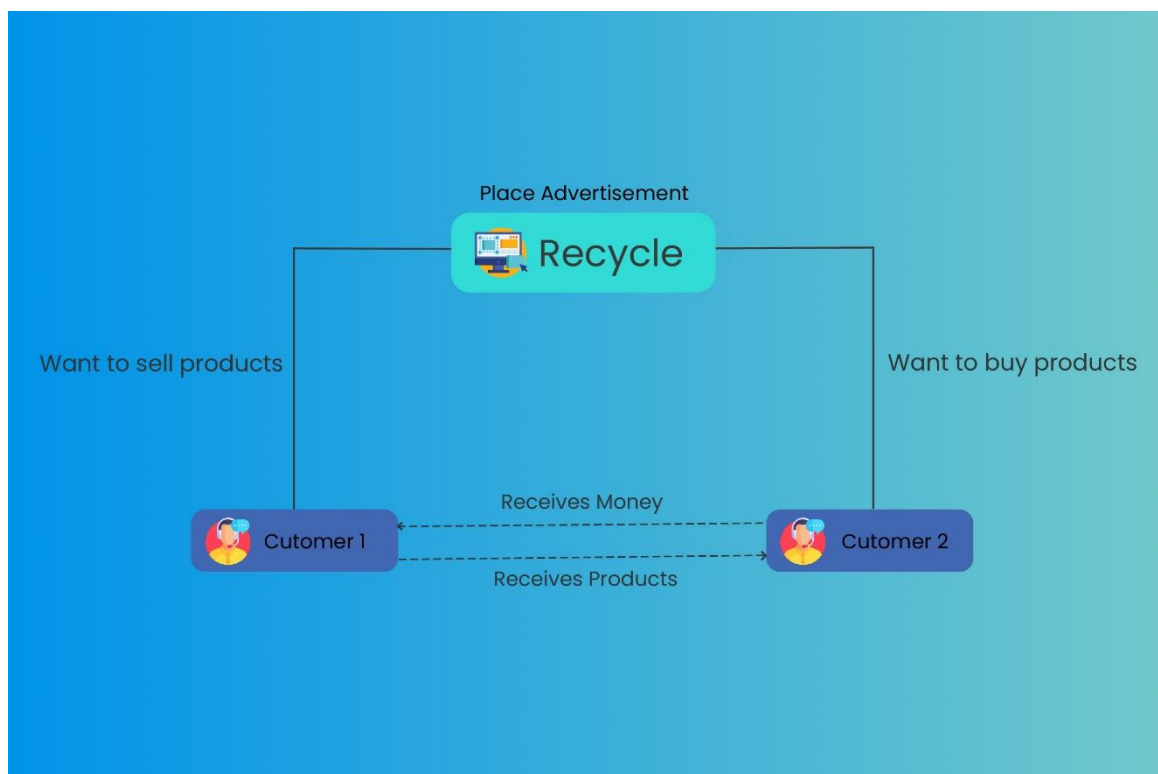 Place Advertisement
Recycle
Want to sell products
Want to buy products
Receives Money
Cutomer 1
Cutomer 2
Receives Products